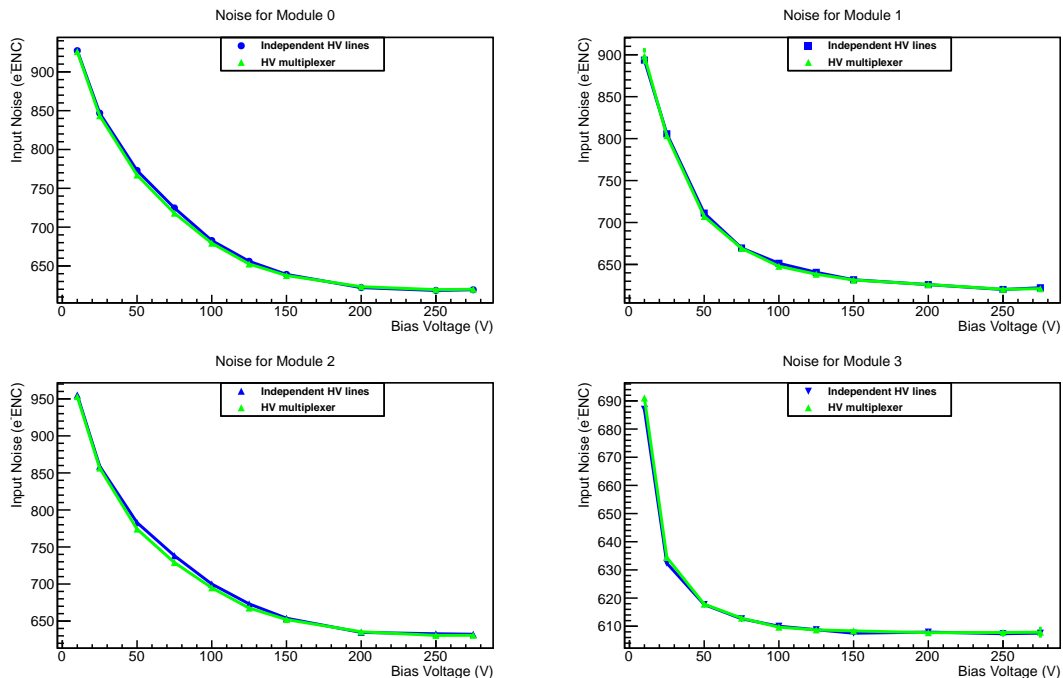 Noise for Module 0
Input Noise (e⁻ENC)
Independent HV lines
HV multiplexer
900
850
800
750
700
650
0 50 100 150 200 250
Bias Voltage (V)
Noise for Module 1
Input Noise (e⁻ENC)
Independent HV lines
HV multiplexer
900
850
800
750
700
650
0 50 100 150 200 250
Bias Voltage (V)
Noise for Module 2
Input Noise (e⁻ENC)
Independent HV lines
HV multiplexer
950
900
850
800
750
700
650
0 50 100 150 200 250
Bias Voltage (V)
Noise for Module 3
Input Noise (e⁻ENC)
Independent HV lines
HV multiplexer
690
680
670
660
650
640
630
620
610
0 50 100 150 200 250
Bias Voltage (V)